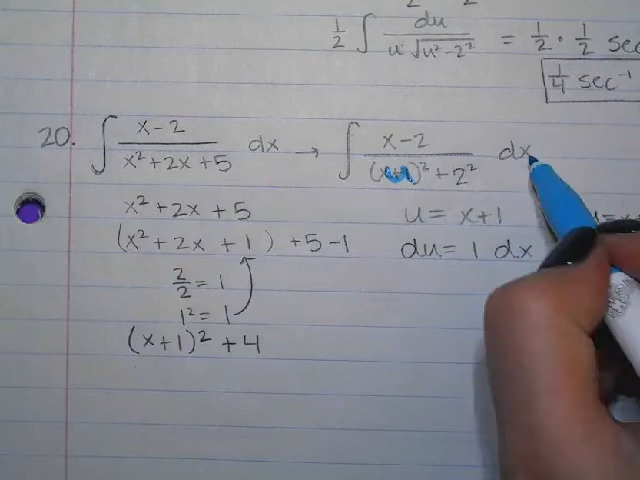 1/2 ∫ du / u√(u² - 2²) = 1/2 · 1/2 sec
1/4 sec⁻¹
20. ∫ x-2 / x²+2x+5 dx → ∫ x-2 / (x+1)² + 2² dx
x² + 2x + 5 u = x+1
(x² + 2x + 1) +5-1 du = 1 dx
2/2 = 1
1² = 1
(x+1)² + 4